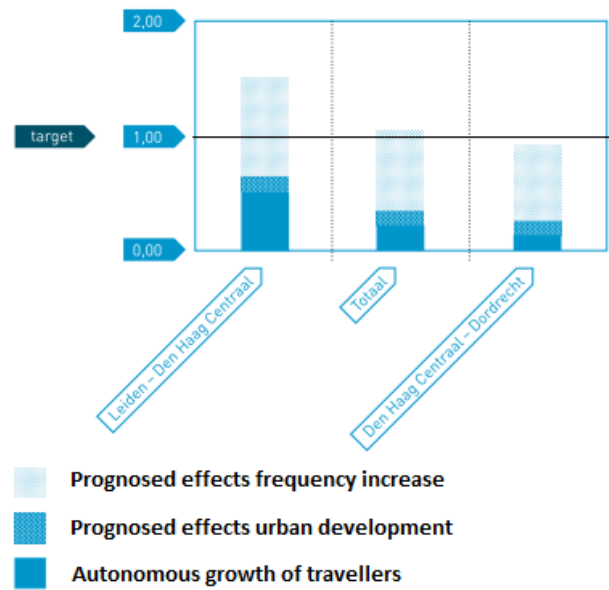 2,00
target
1,00
0,00
Leiden – Den Haag Centraal
Totaal
Den Haag Centraal – Dordrecht
Prognosed effects frequency increase
Prognosed effects urban development
Autonomous growth of travellers